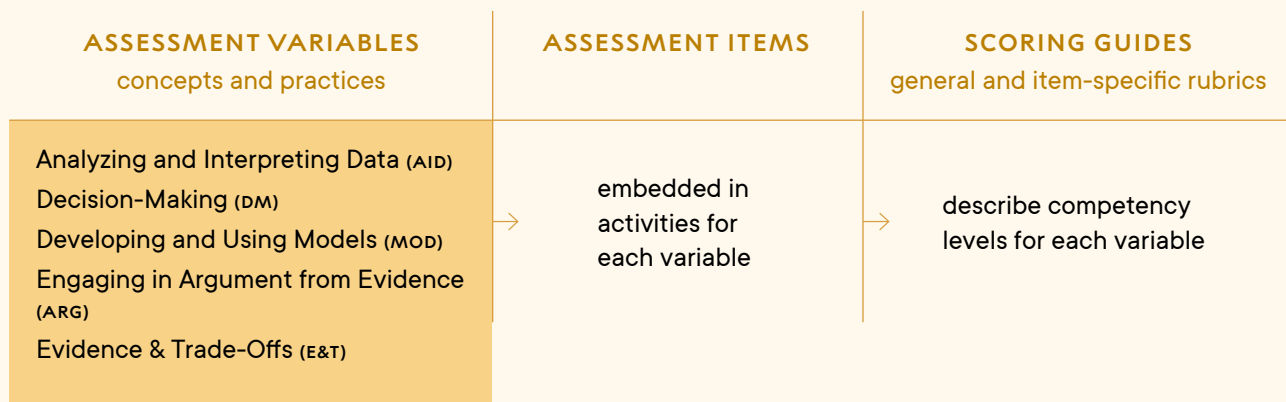 ASSESSMENT VARIABLES
concepts and practices
ASSESSMENT ITEMS
SCORING GUIDES
general and item-specific rubrics
Analyzing and Interpreting Data (AID)
Decision-Making (DM)
Developing and Using Models (MOD)
Engaging in Argument from Evidence
(ARG)
Evidence & Trade-Offs (E&T)
embedded in
activities for
each variable
describe competency
levels for each variable